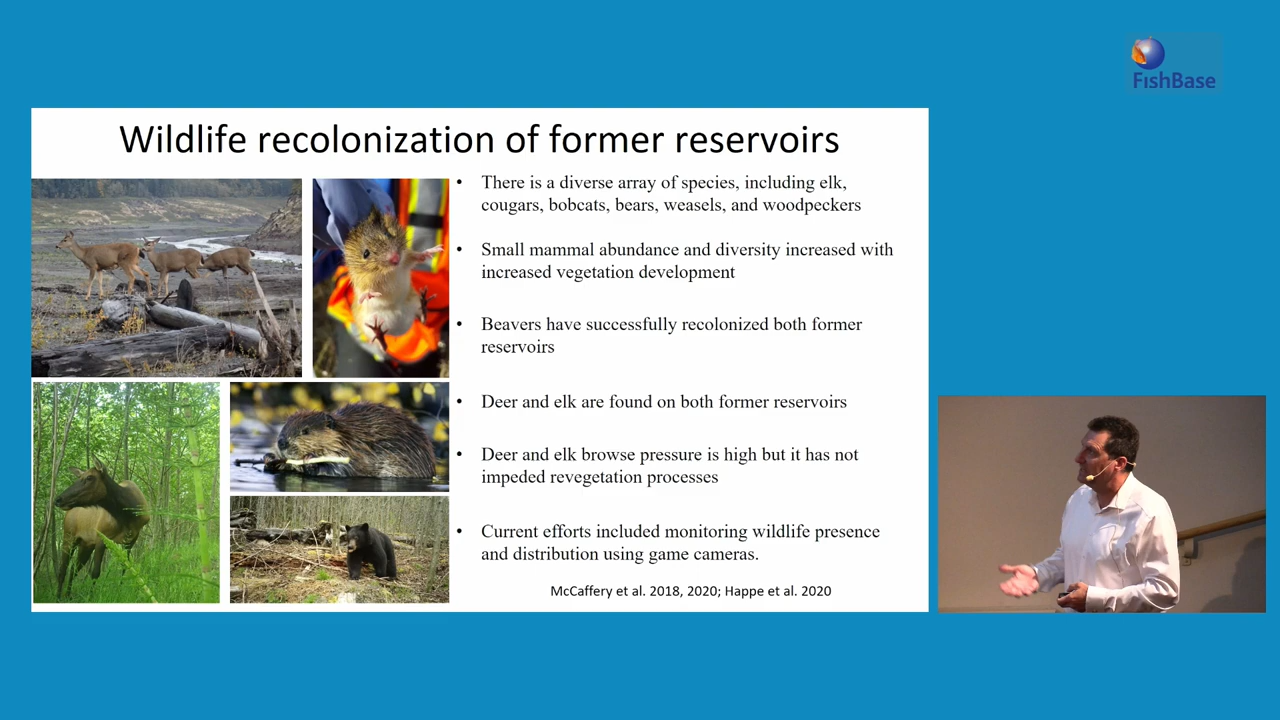 FishBase
Wildlife recolonization of former reservoirs
• There is a diverse array of species, including elk,
cougars, bobcats, bears, weasels, and woodpeckers
• Small mammal abundance and diversity increased with
increased vegetation development
• Beavers have successfully recolonized both former
reservoirs
• Deer and elk are found on both former reservoirs
• Deer and elk browse pressure is high but it has not
impeded revegetation processes
• Current efforts included monitoring wildlife presence
and distribution using game cameras.
McCaffery et al. 2018, 2020; Happe et al. 2020